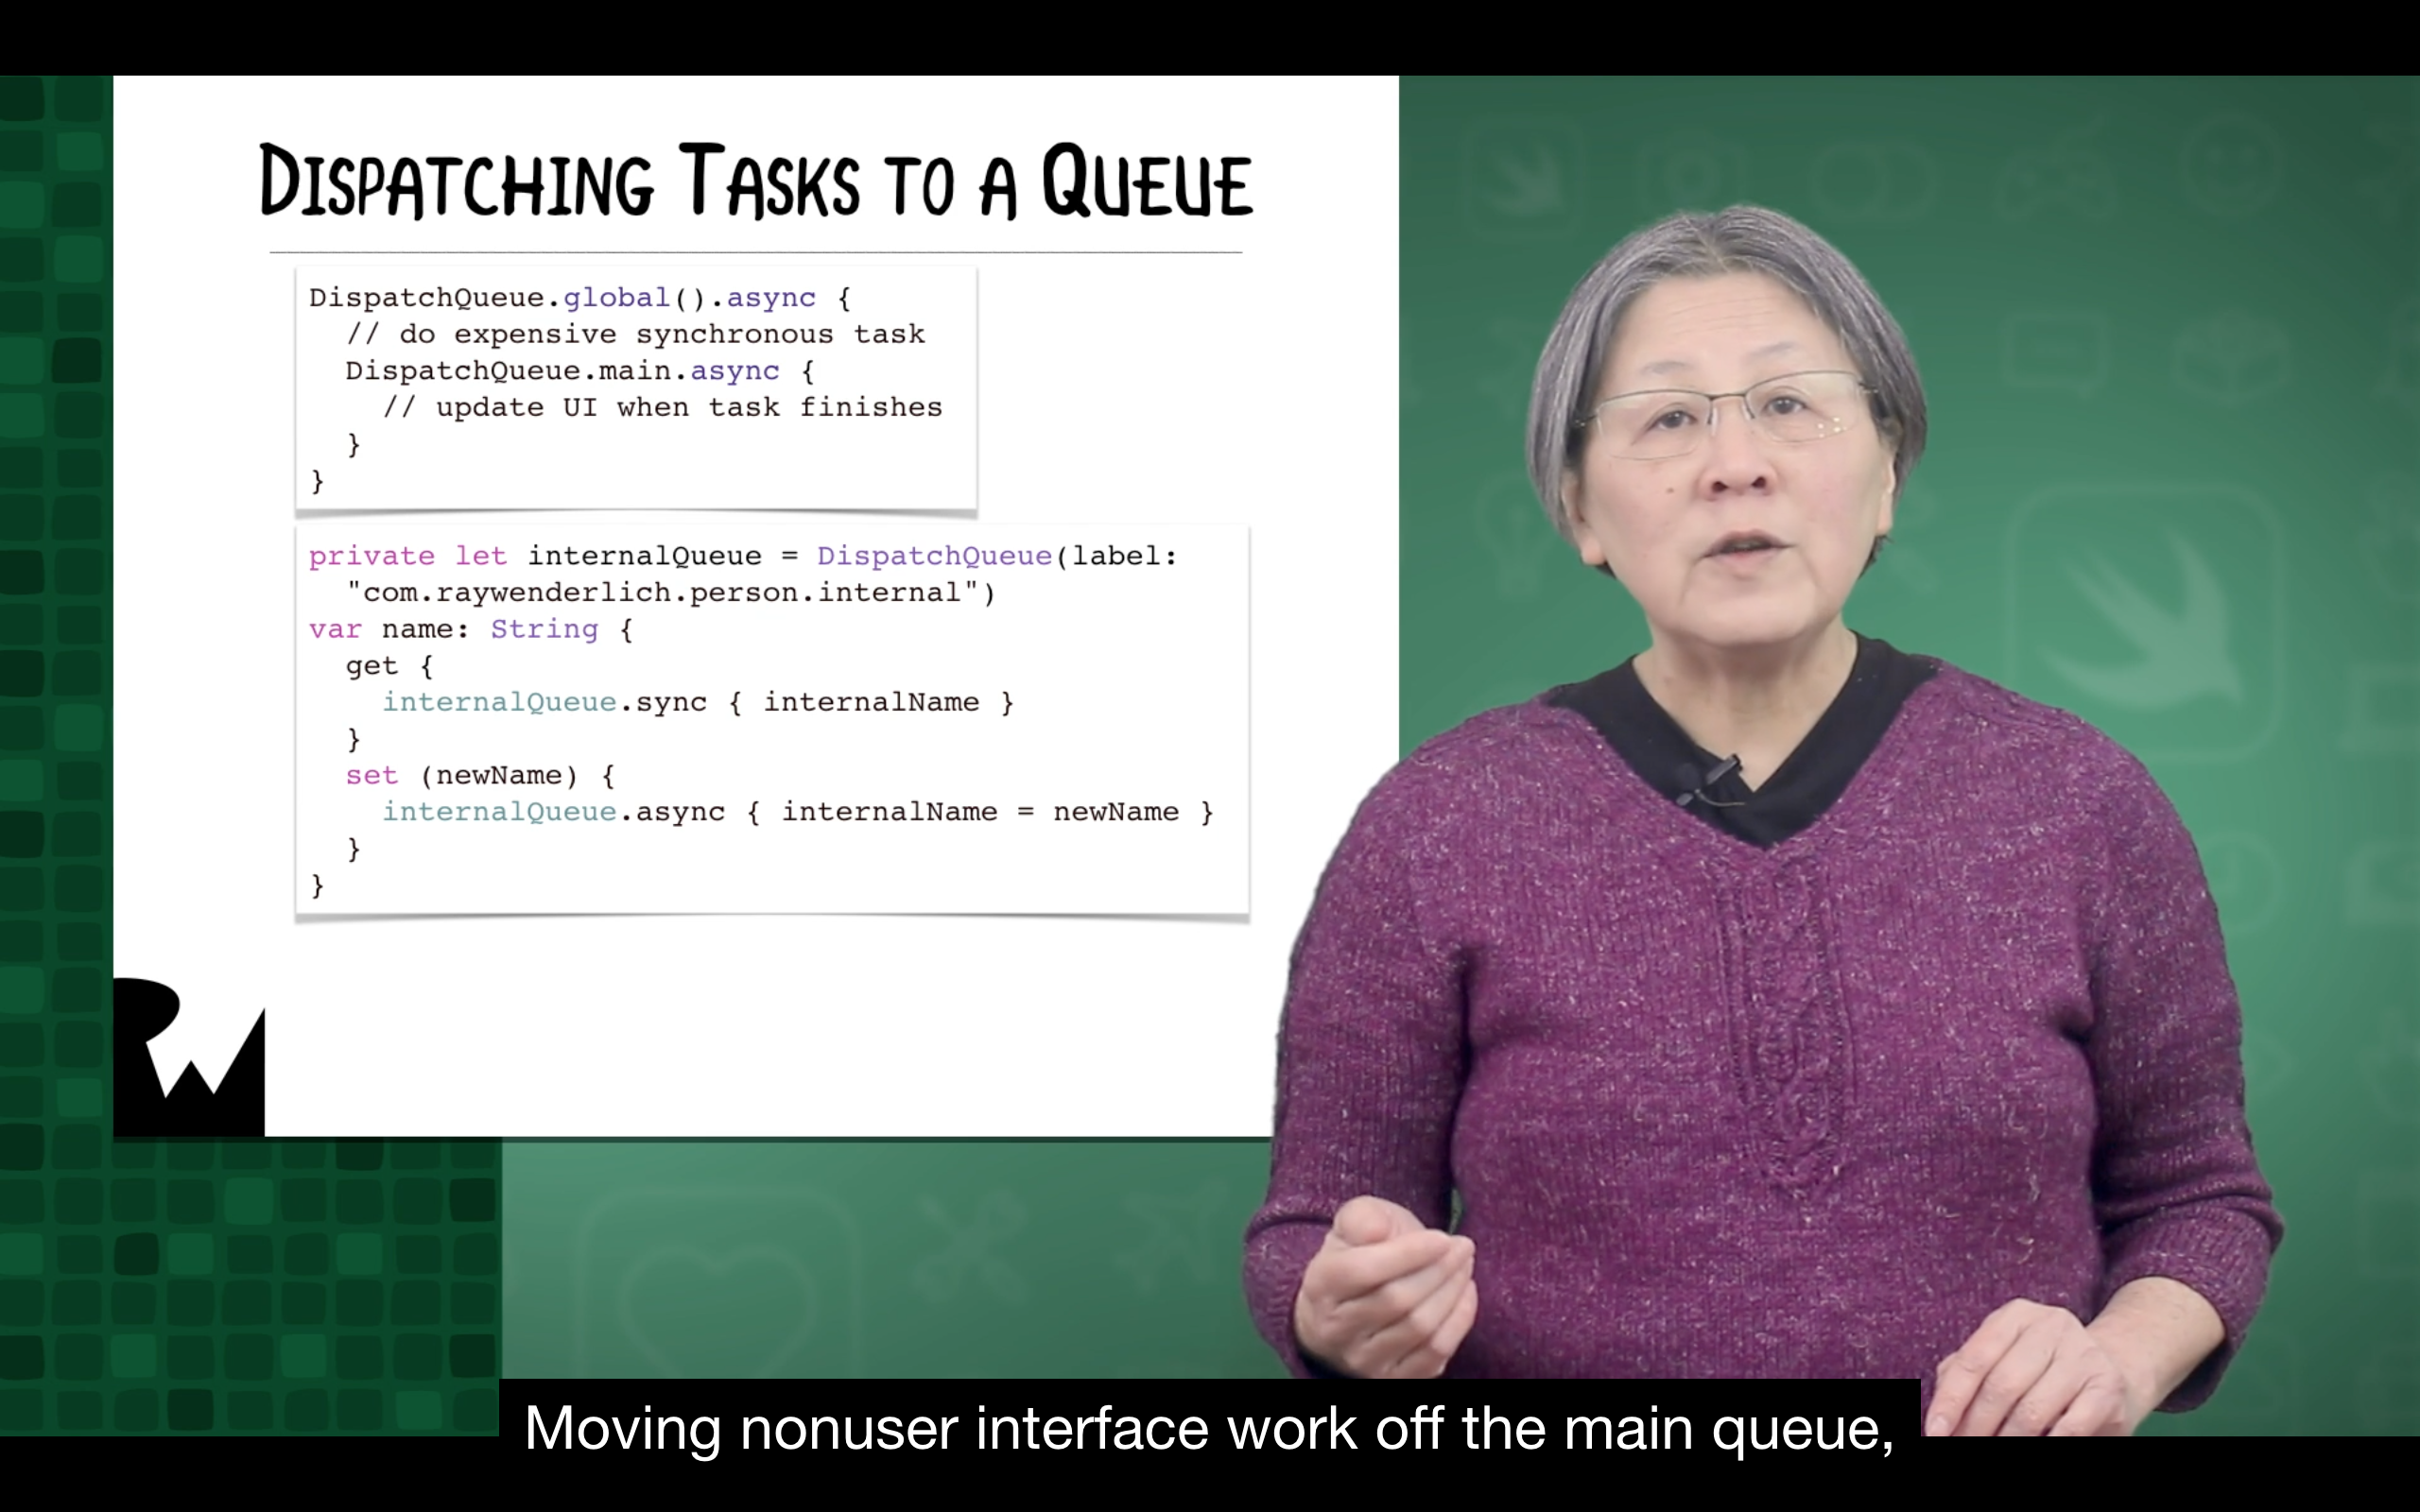 DISPATCHING TASKS TO A QUEUE
DispatchQueue.global().async {
  // do expensive synchronous task
  DispatchQueue.main.async {
    // update UI when task finishes
  }
}
private let internalQueue = DispatchQueue(label:
  "com.raywenderlich.person.internal")
var name: String {
  get {
    internalQueue.sync { internalName }
  }
  set (newName) {
    internalQueue.async { internalName = newName }
  }
}
RW
Moving nonuser interface work off the main queue,